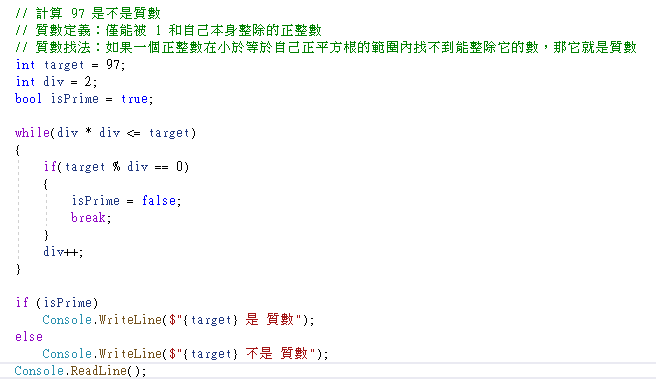 // 計算 97 是不是質數
// 質數定義：僅能被 1 和自己本身整除的正整數
// 質數找法：如果一個正整數在小於等於自己正平方根的範圍內找不到能整除它的數，那它就是質數
int target = 97;
int div = 2;
bool isPrime = true;
while(div * div <= target)
{
if(target % div == 0)
{
isPrime = false;
break;
}
div++;
}
if (isPrime)
Console.WriteLine($"{target} 是 質數");
else
Console.WriteLine($"{target} 不是 質數");
Console.ReadLine();